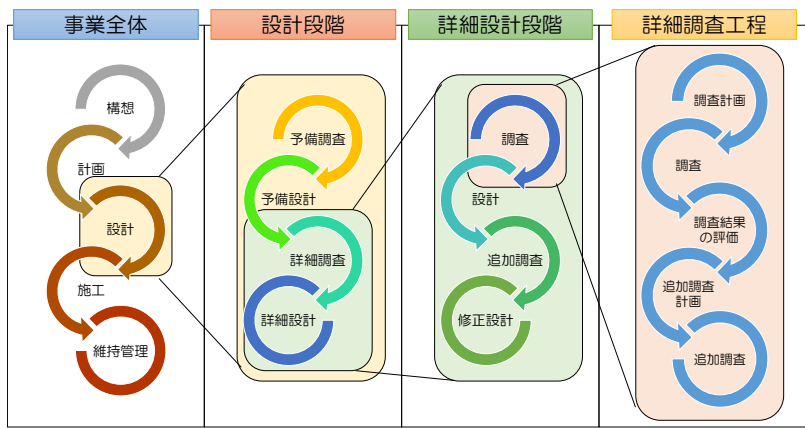 事業全体
構想
計画
設計
施工
維持管理
設計段階
予備調査
予備設計
詳細調査
詳細設計
詳細設計段階
調査
設計
追加調査
修正設計
詳細調査工程
調査計画
調査
調査結果
の評価
追加調査
計画
追加調査